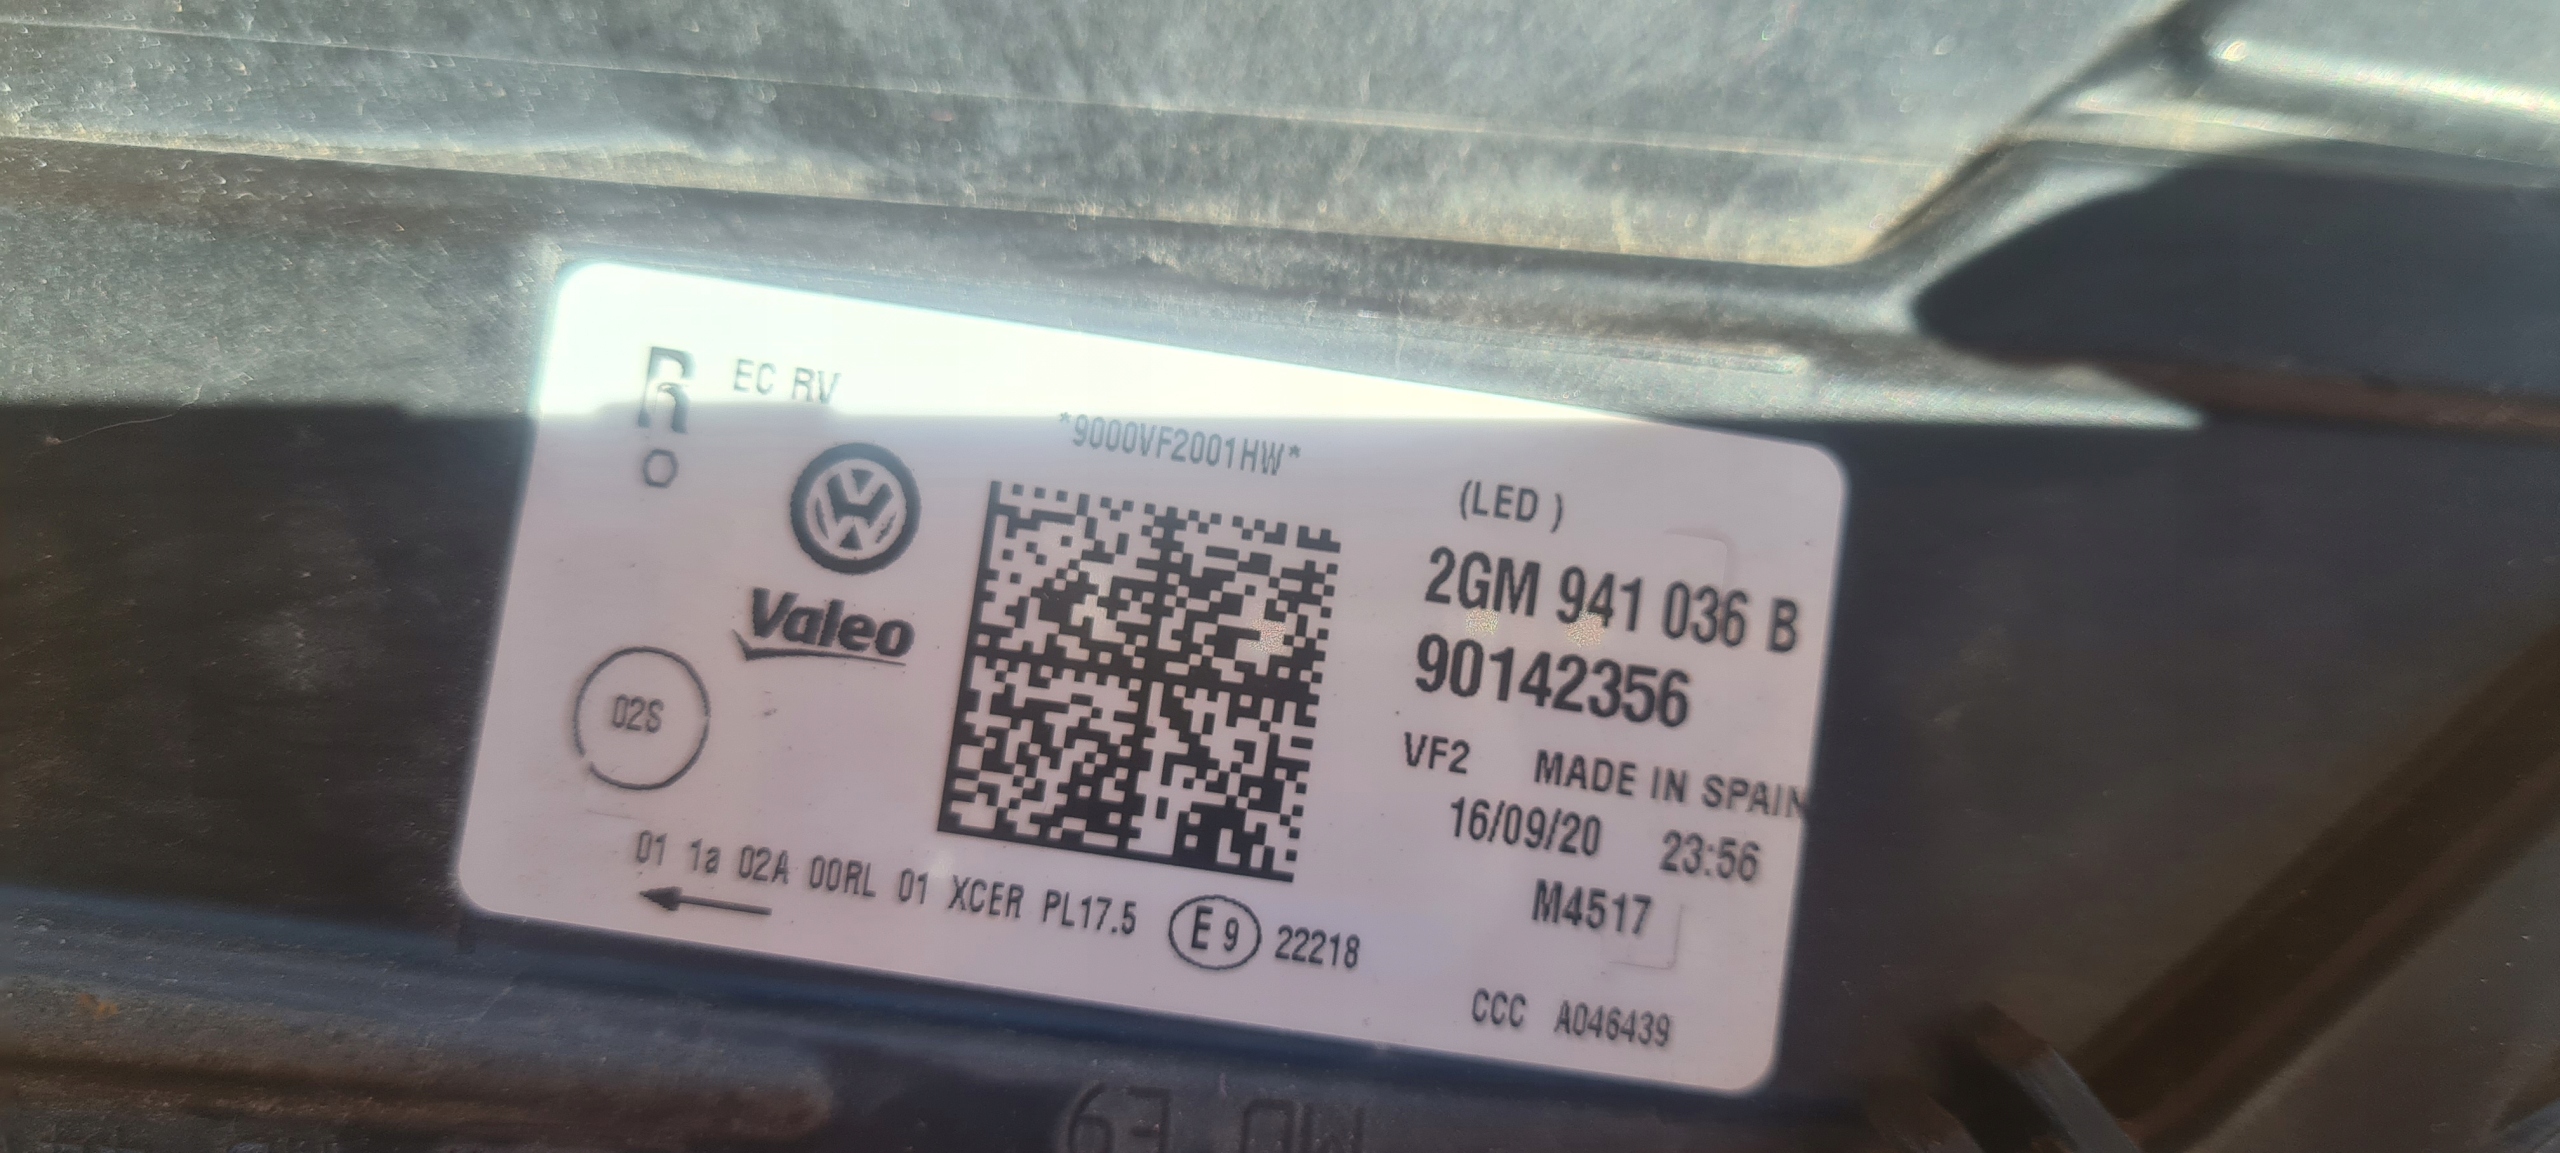 R
EC RV
O
*9000VF2001HW*
(LED )
Valeo
2GM 941 036 B
90142356
02S
VF2 MADE IN SPAIN
16/09/20 23:56
M4517
01 1a 02A 00RL 01 XCER PL17.5 E9 22218
CCC A046439